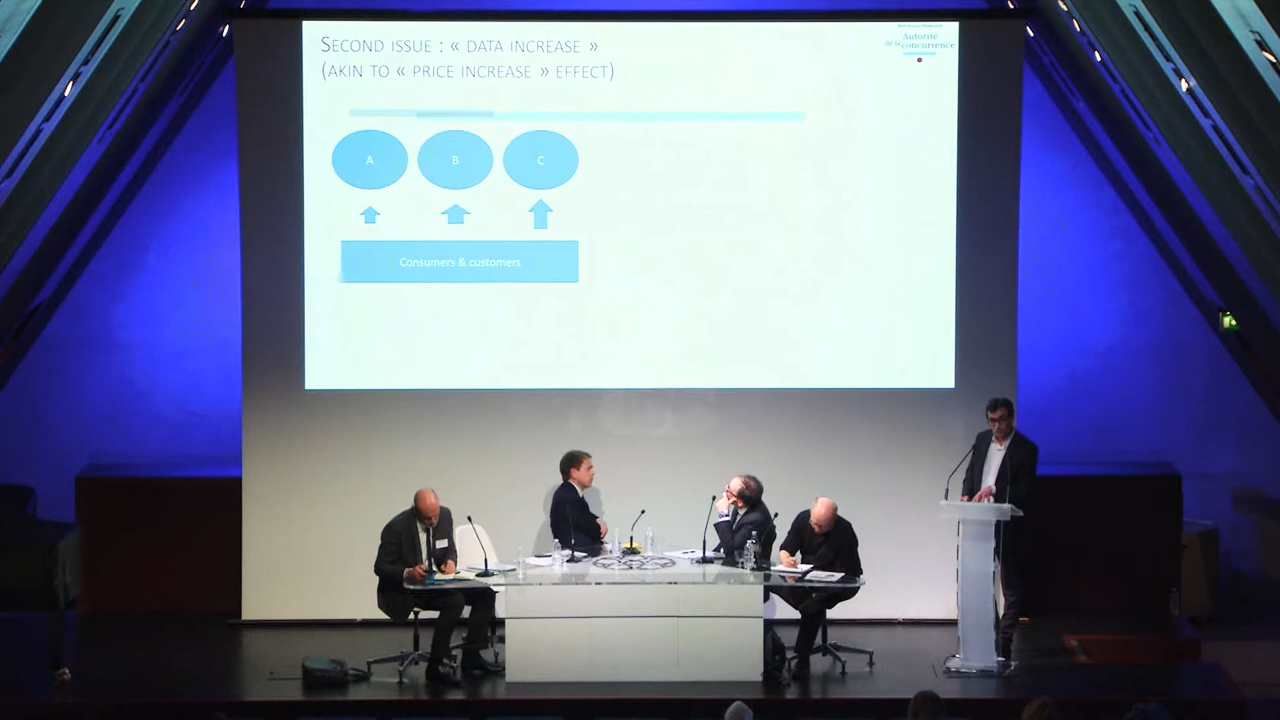 SECOND ISSUE : « DATA INCREASE »
(AKIN TO « PRICE INCREASE » EFFECT)
Autorité
de la concurrence
A
B
C
Consumers & customers